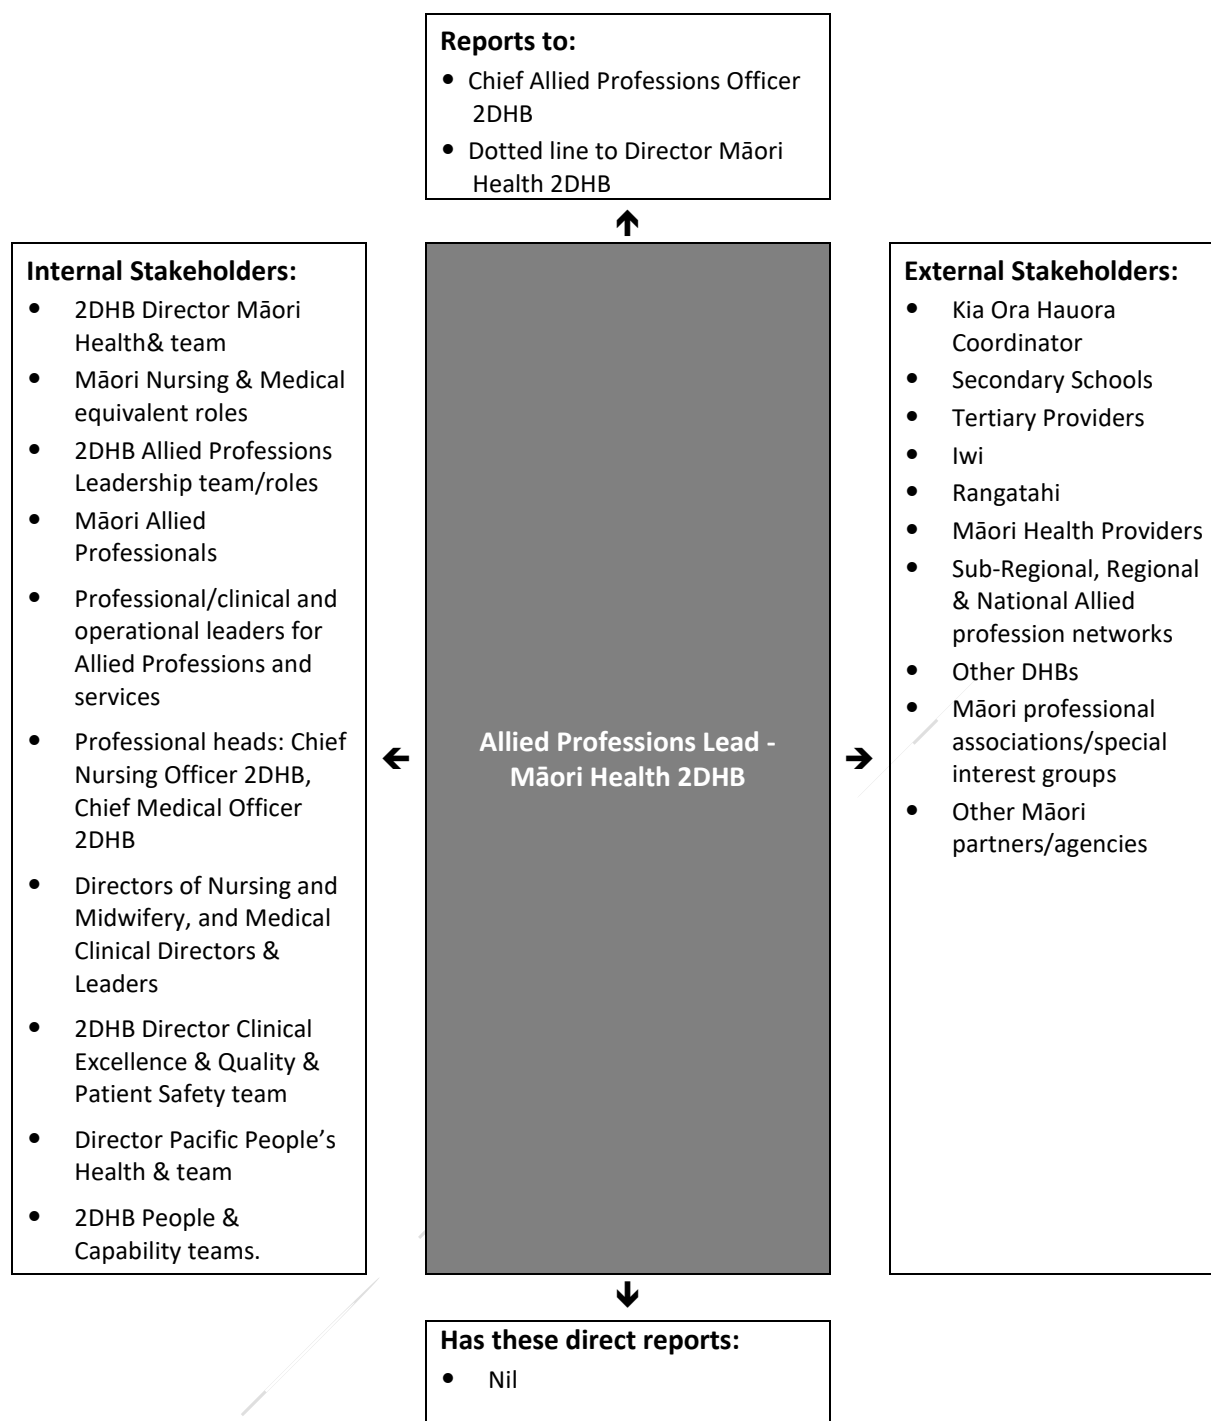 Reports to:
• Chief Allied Professions Officer
2DHB
• Dotted line to Director Māori
Health 2DHB
Internal Stakeholders:
• 2DHB Director Māori
Health& team
• Māori Nursing & Medical
equivalent roles
• 2DHB Allied Professions
Leadership team/roles
• Māori Allied
Professionals
• Professional/clinical and
operational leaders for
Allied Professions and
services
• Professional heads: Chief
Nursing Officer 2DHB,
Chief Medical Officer
2DHB
• Directors of Nursing and
Midwifery, and Medical
Clinical Directors &
Leaders
• 2DHB Director Clinical
Excellence & Quality &
Patient Safety team
• Director Pacific People’s
Health & team
• 2DHB People &
Capability teams.
Allied Professions Lead -
Māori Health 2DHB
External Stakeholders:
• Kia Ora Hauora
Coordinator
• Secondary Schools
• Tertiary Providers
• Iwi
• Rangatahi
• Māori Health Providers
• Sub-Regional, Regional
& National Allied
profession networks
• Other DHBs
• Māori professional
associations/special
interest groups
• Other Māori
partners/agencies
Has these direct reports:
• Nil